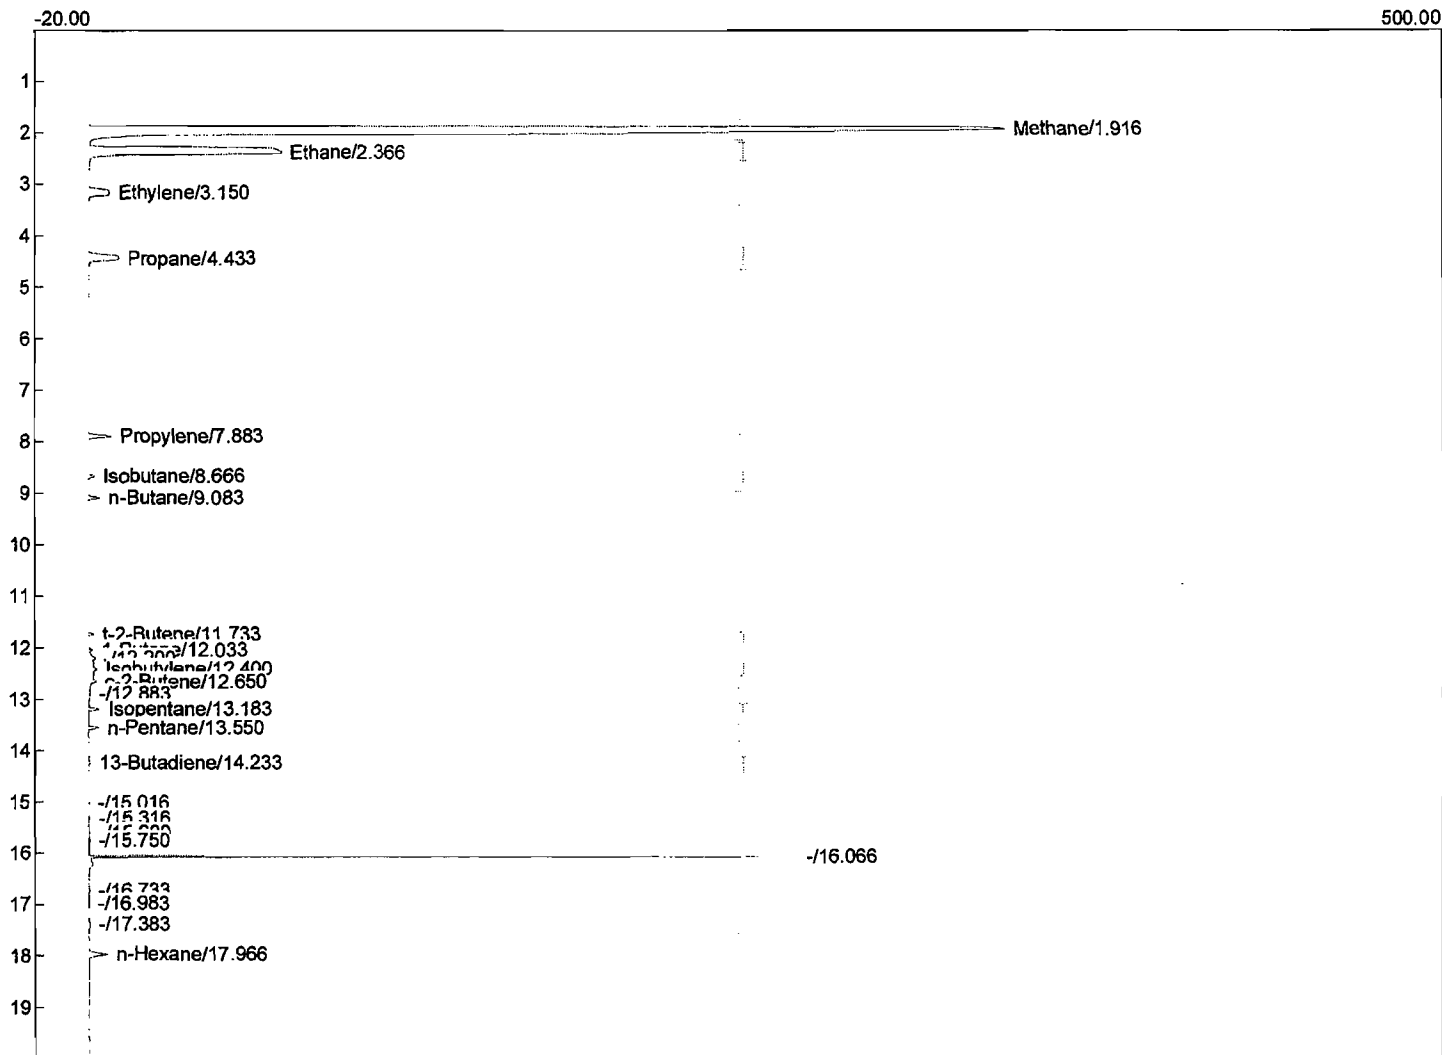 -20.00 500.00
1
2
Methane/1.916
Ethane/2.366
3
Ethylene/3.150
4
Propane/4.433
5
6
7
8
Propylene/7.883
Isobutane/8.666
9
n-Butane/9.083
10
11
t-2-Butene/11.733
12
1-Butene/12.033
Isobutylene/12.400
c-2-Butene/12.650
-/12.883
13
Isopentane/13.183
n-Pentane/13.550
14
13-Butadiene/14.233
15
-/15.016
-/15.316
-/15.750
16
-/16.066
-/16.733
17
-/16.983
-/17.383
18
n-Hexane/17.966
19